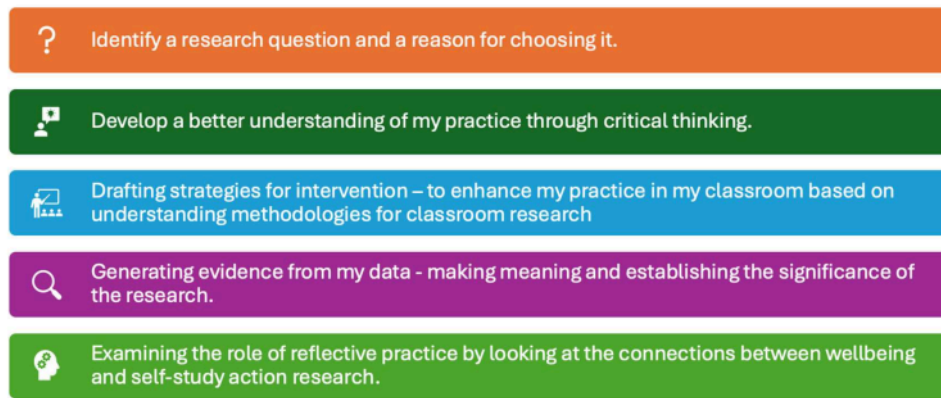 Identify a research question and a reason for choosing it.
Develop a better understanding of my practice through critical thinking.
Drafting strategies for intervention – to enhance my practice in my classroom based on
understanding methodologies for classroom research
Generating evidence from my data - making meaning and establishing the significance of
the research.
Examining the role of reflective practice by looking at the connections between wellbeing
and self-study action research.